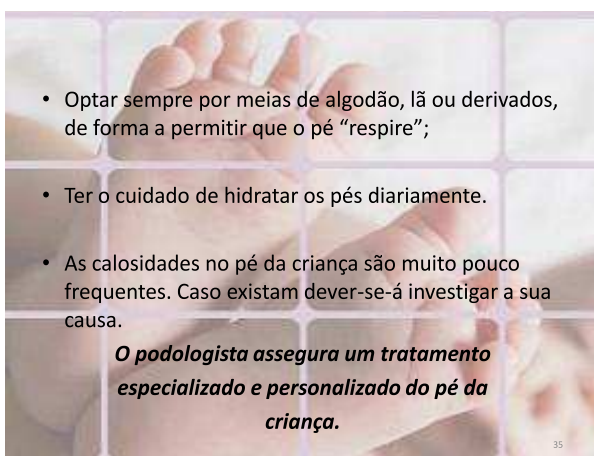 • Optar sempre por meias de algodão, lã ou derivados,
de forma a permitir que o pé “respire”;
• Ter o cuidado de hidratar os pés diariamente.
• As calosidades no pé da criança são muito pouco
frequentes. Caso existam dever-se-á investigar a sua
causa.
O podologista assegura um tratamento
especializado e personalizado do pé da
criança.
35